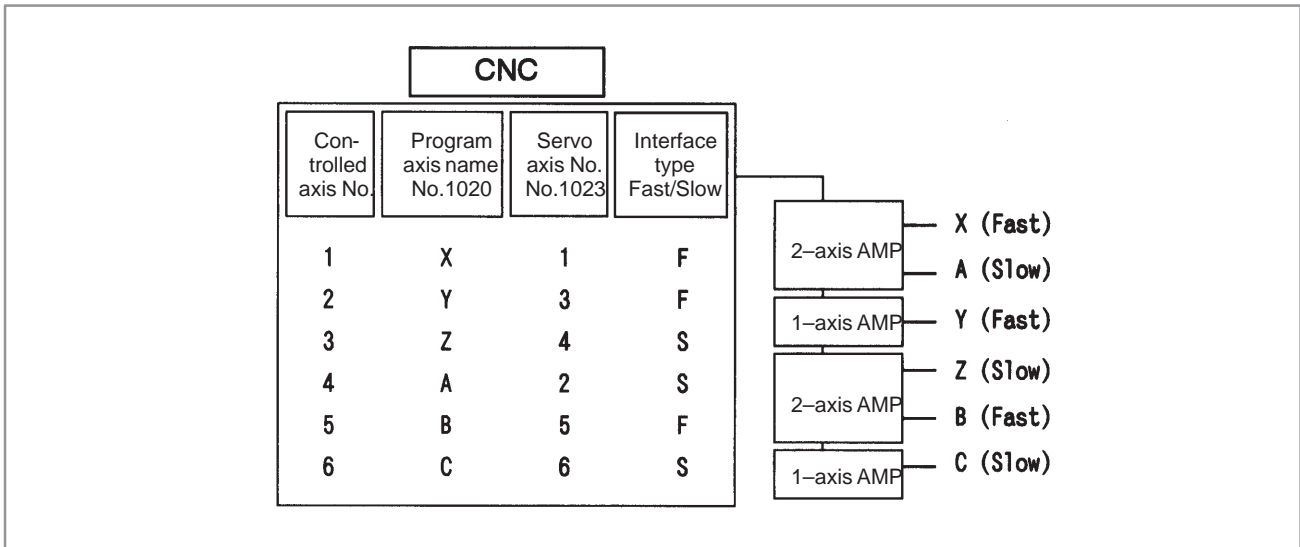 CNC
Con-
trolled
axis No.
Program
axis name
No.1020
Servo
axis No.
No.1023
Interface
type
Fast/Slow
1 X 1 F
2 Y 3 F
3 Z 4 S
4 A 2 S
5 B 5 F
6 C 6 S
2–axis AMP
X (Fast)
A (Slow)
1–axis AMP
Y (Fast)
2–axis AMP
Z (Slow)
B (Fast)
1–axis AMP
C (Slow)